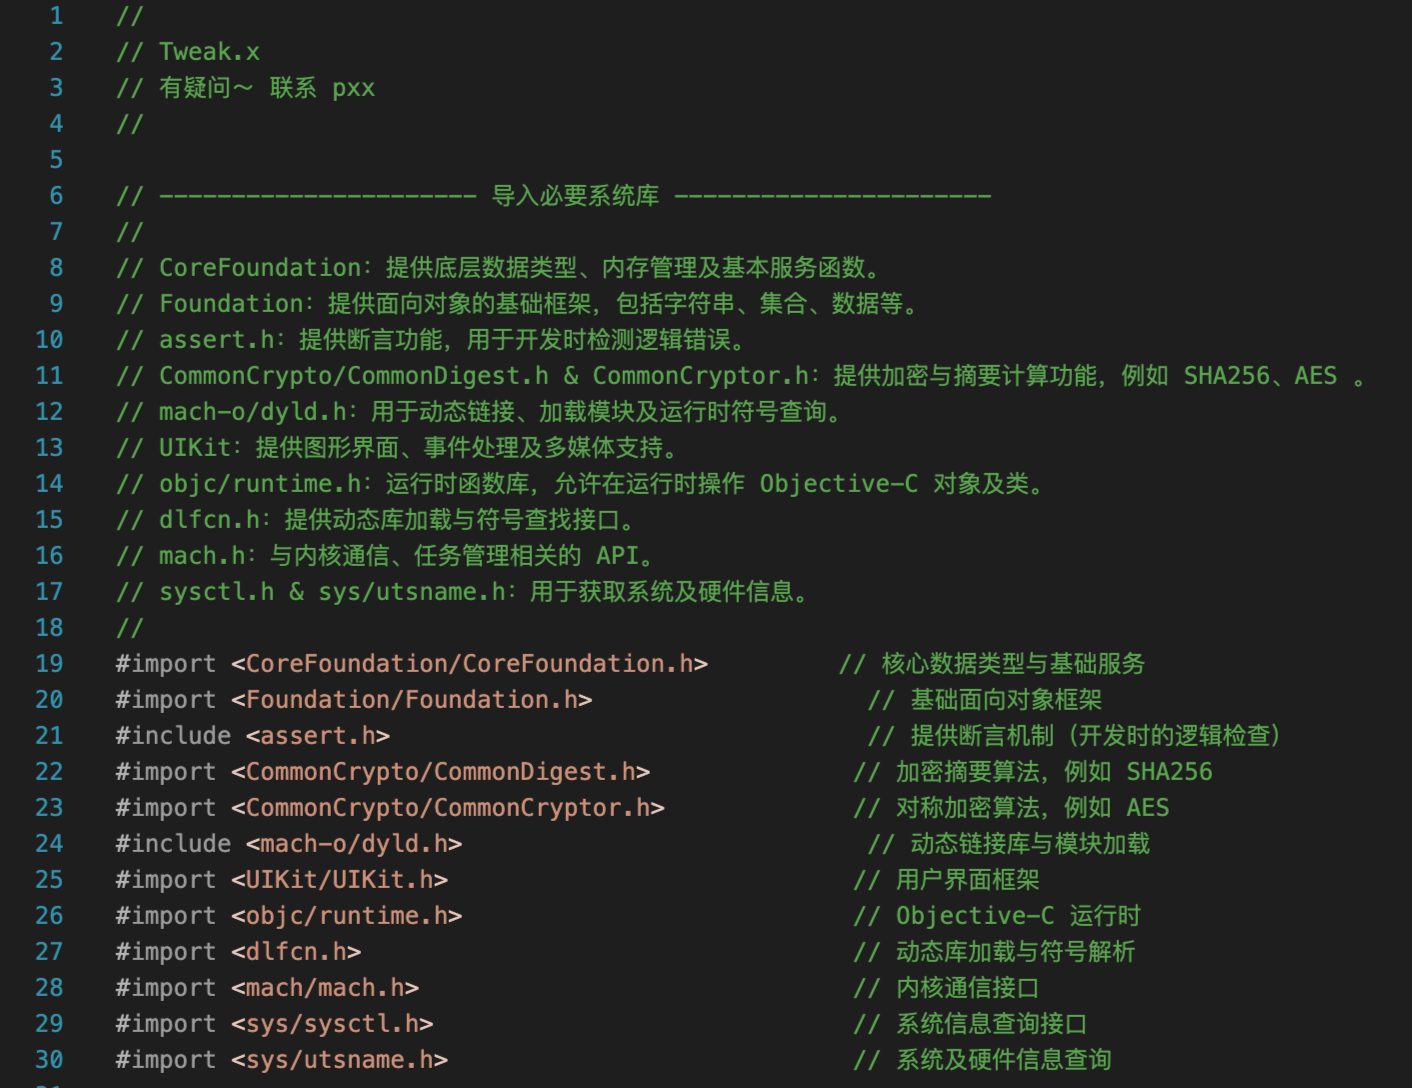 1 //
2 // Tweak.x
3 // 有疑问～ 联系 pxx
4 //
5
6 // ---------------------- 导入必要系统库 ----------------------
7 //
8 // CoreFoundation：提供底层数据类型、内存管理及基本服务函数。
9 // Foundation：提供面向对象的基础框架，包括字符串、集合、数据等。
10 // assert.h：提供断言功能，用于开发时检测逻辑错误。
11 // CommonCrypto/CommonDigest.h & CommonCryptor.h：提供加密与摘要计算功能，例如 SHA256、AES 。
12 // mach-o/dyld.h：用于动态链接、加载模块及运行时符号查询。
13 // UIKit：提供图形界面、事件处理及多媒体支持。
14 // objc/runtime.h：运行时函数库，允许在运行时操作 Objective-C 对象及类。
15 // dlfcn.h：提供动态库加载与符号查找接口。
16 // mach.h：与内核通信、任务管理相关的 API。
17 // sysctl.h & sys/utsname.h：用于获取系统及硬件信息。
18 //
19 #import <CoreFoundation/CoreFoundation.h> // 核心数据类型与基础服务
20 #import <Foundation/Foundation.h> // 基础面向对象框架
21 #include <assert.h> // 提供断言机制（开发时的逻辑检查）
22 #import <CommonCrypto/CommonDigest.h> // 加密摘要算法，例如 SHA256
23 #import <CommonCrypto/CommonCryptor.h> // 对称加密算法，例如 AES
24 #include <mach-o/dyld.h> // 动态链接库与模块加载
25 #import <UIKit/UIKit.h> // 用户界面框架
26 #import <objc/runtime.h> // Objective-C 运行时
27 #import <dlfcn.h> // 动态库加载与符号解析
28 #import <mach/mach.h> // 内核通信接口
29 #import <sys/sysctl.h> // 系统信息查询接口
30 #import <sys/utsname.h> // 系统及硬件信息查询